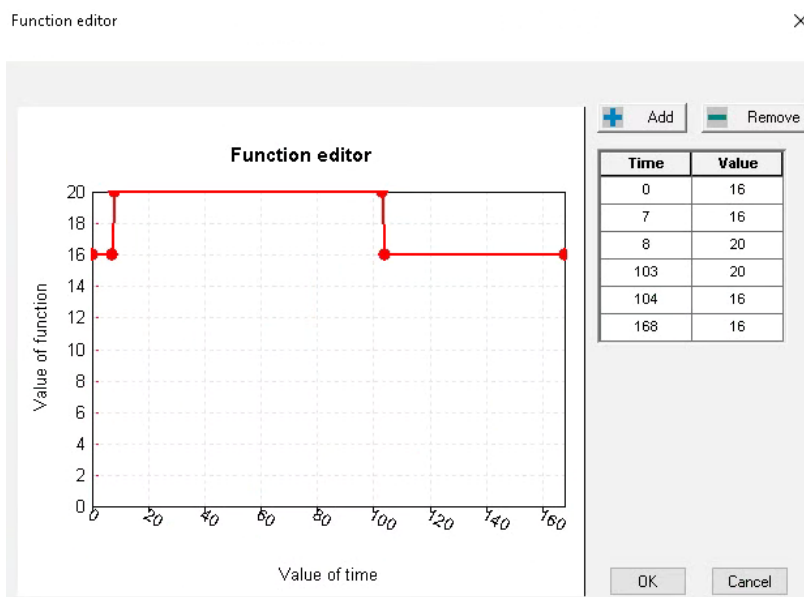 Function editor
Add Remove
Function editor
Time Value
0 16
7 16
8 20
103 20
104 16
168 16
20
18
16
14
12
10
8
6
4
2
0
Value of function
0 20 40 60 80 100 120 140 160
Value of time
OK Cancel